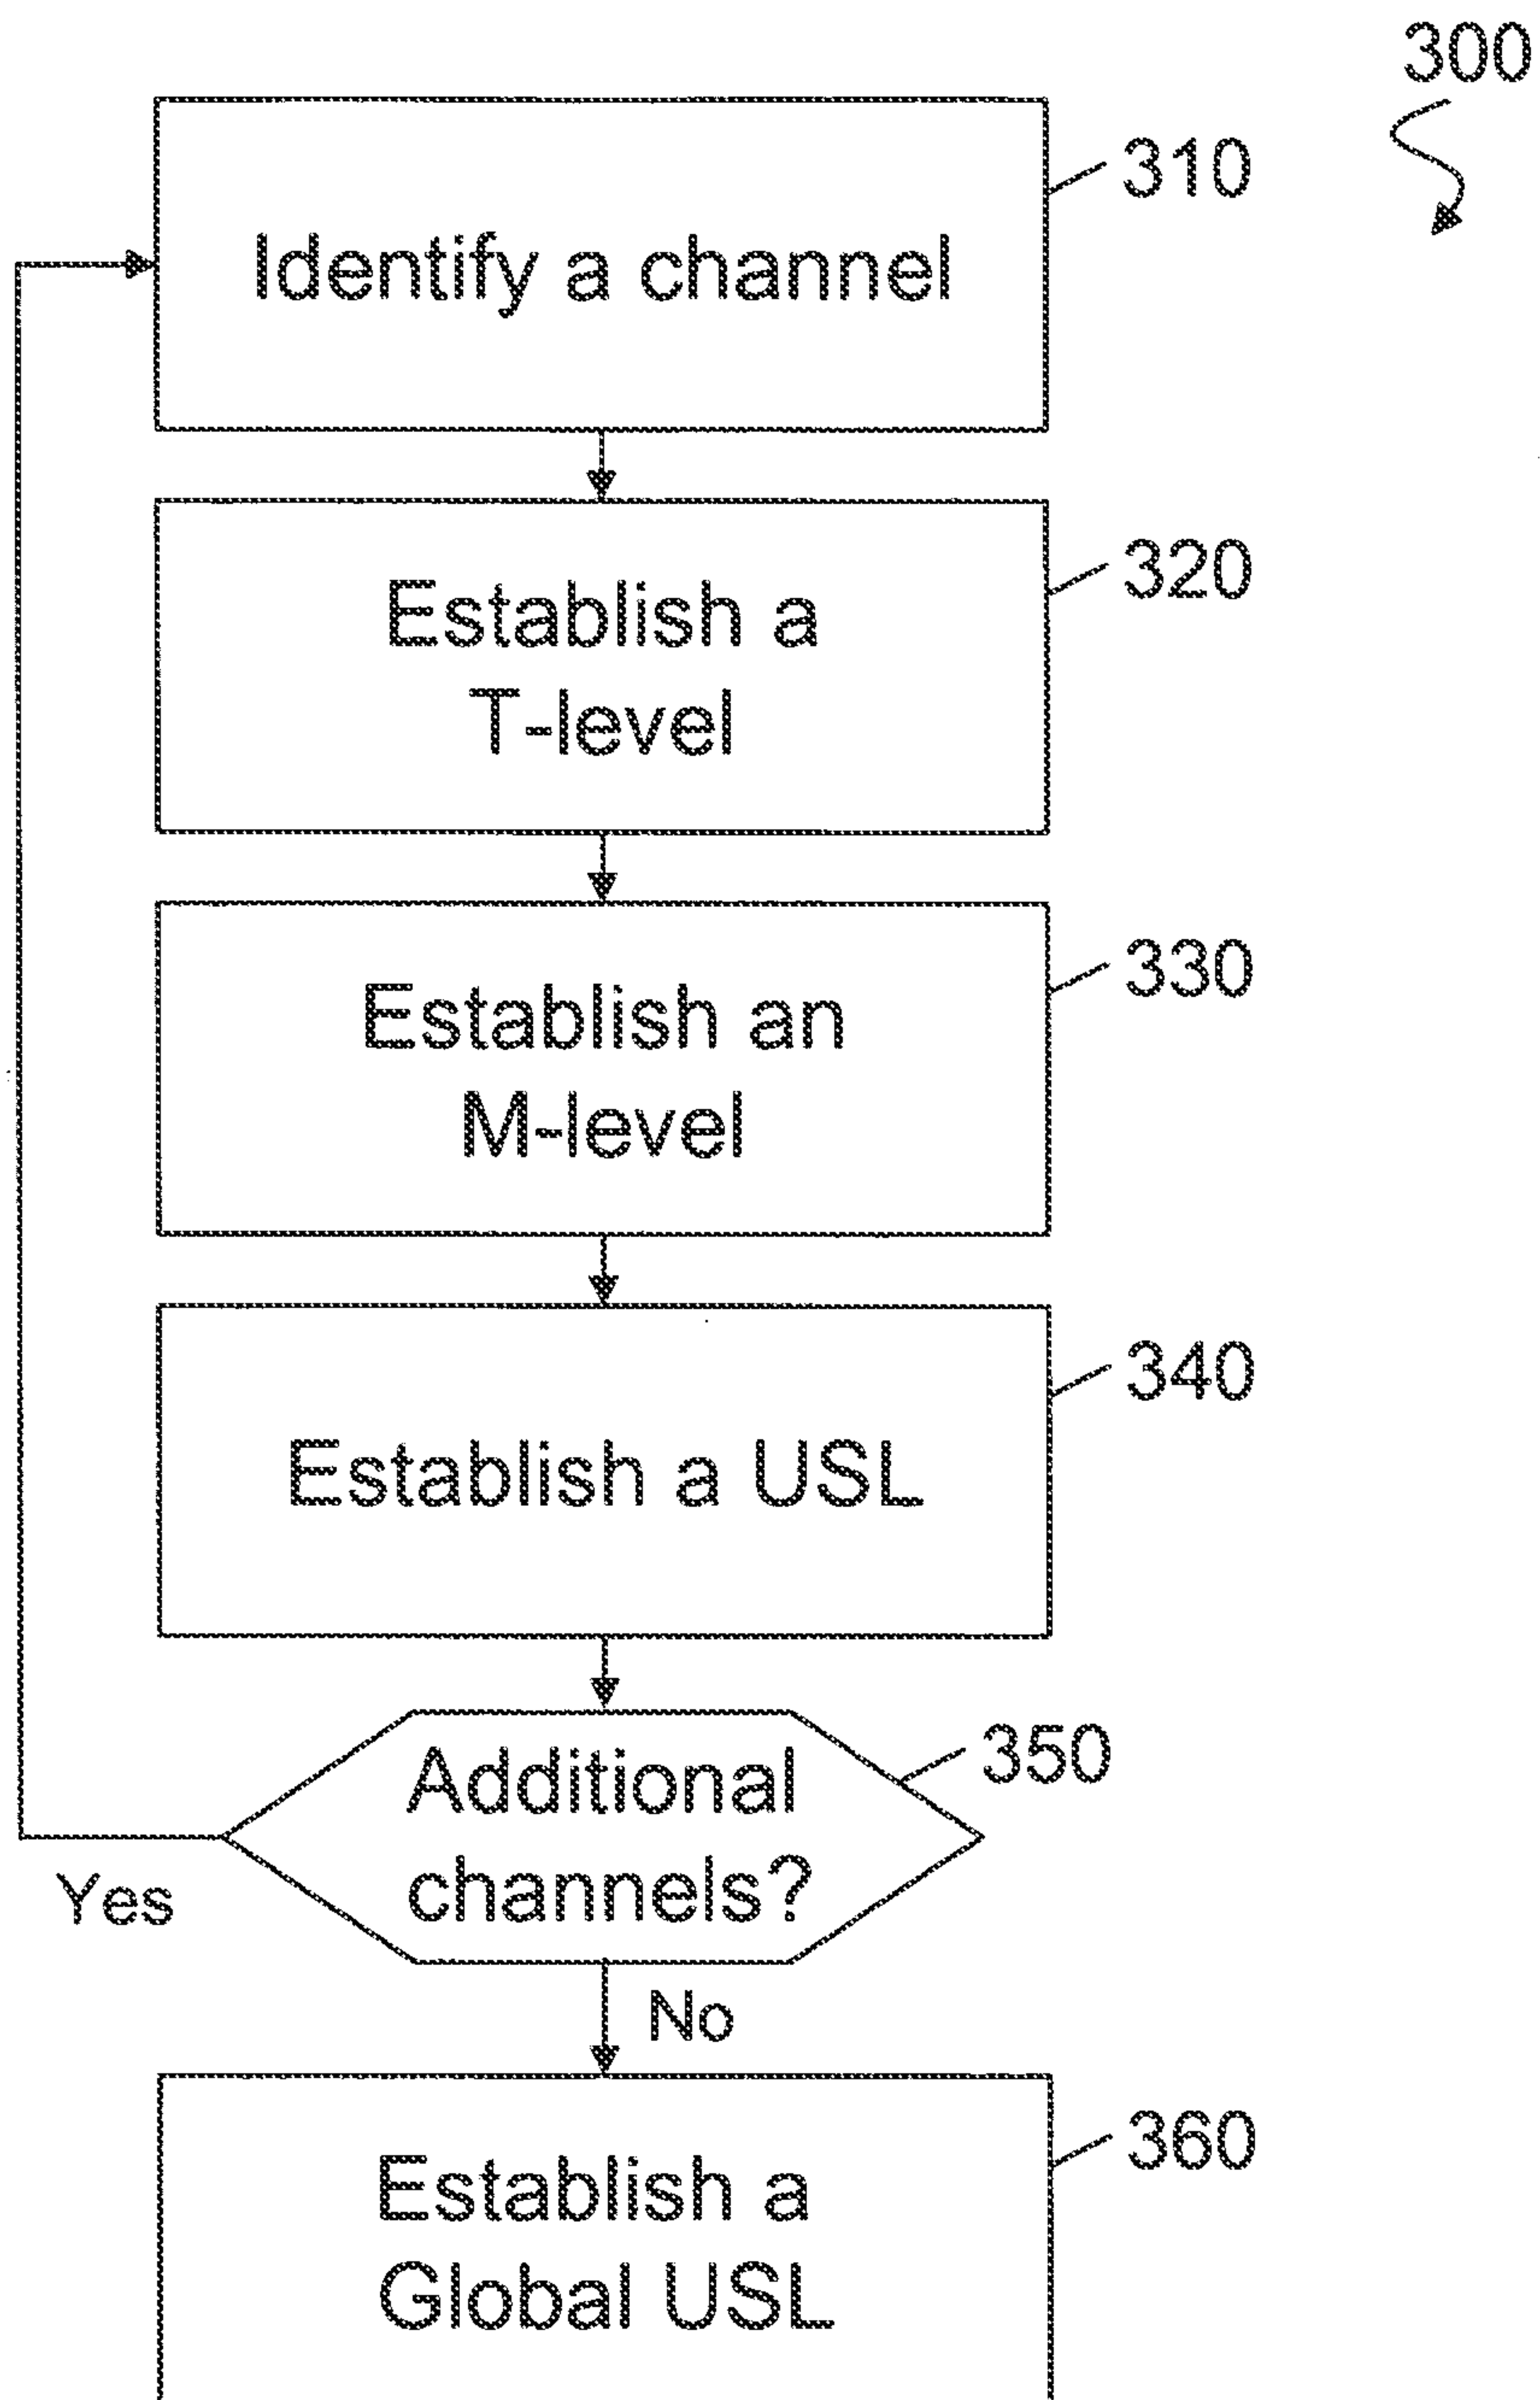 300
310
Identify a channel
320
Establish a
T-level
330
Establish an
M-level
340
Establish a USL
350
Additional
channels?
Yes
No
360
Establish a
Global USL